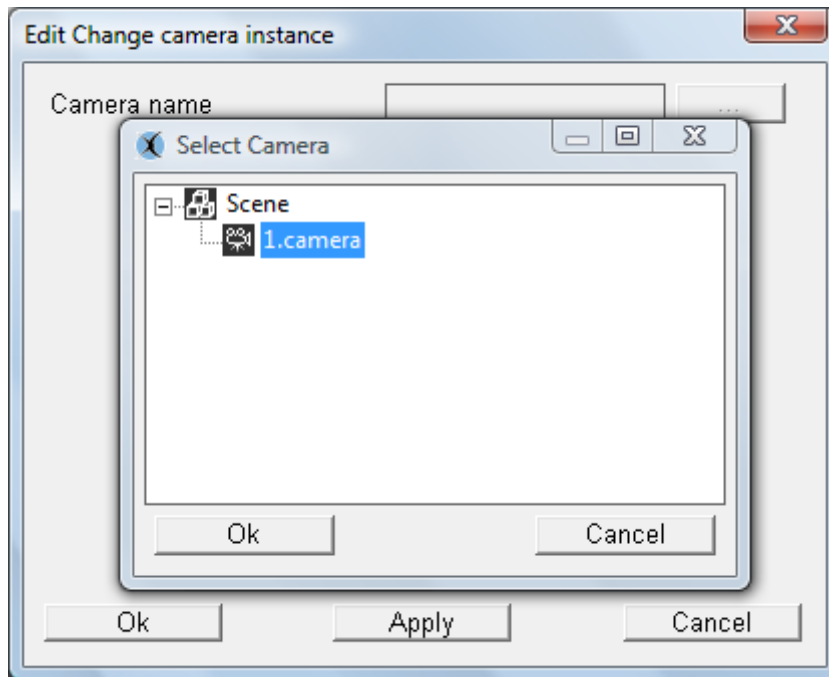 Edit Change camera instance
Camera name
...
Select Camera
Scene
1.camera
Ok Cancel
Ok Apply Cancel